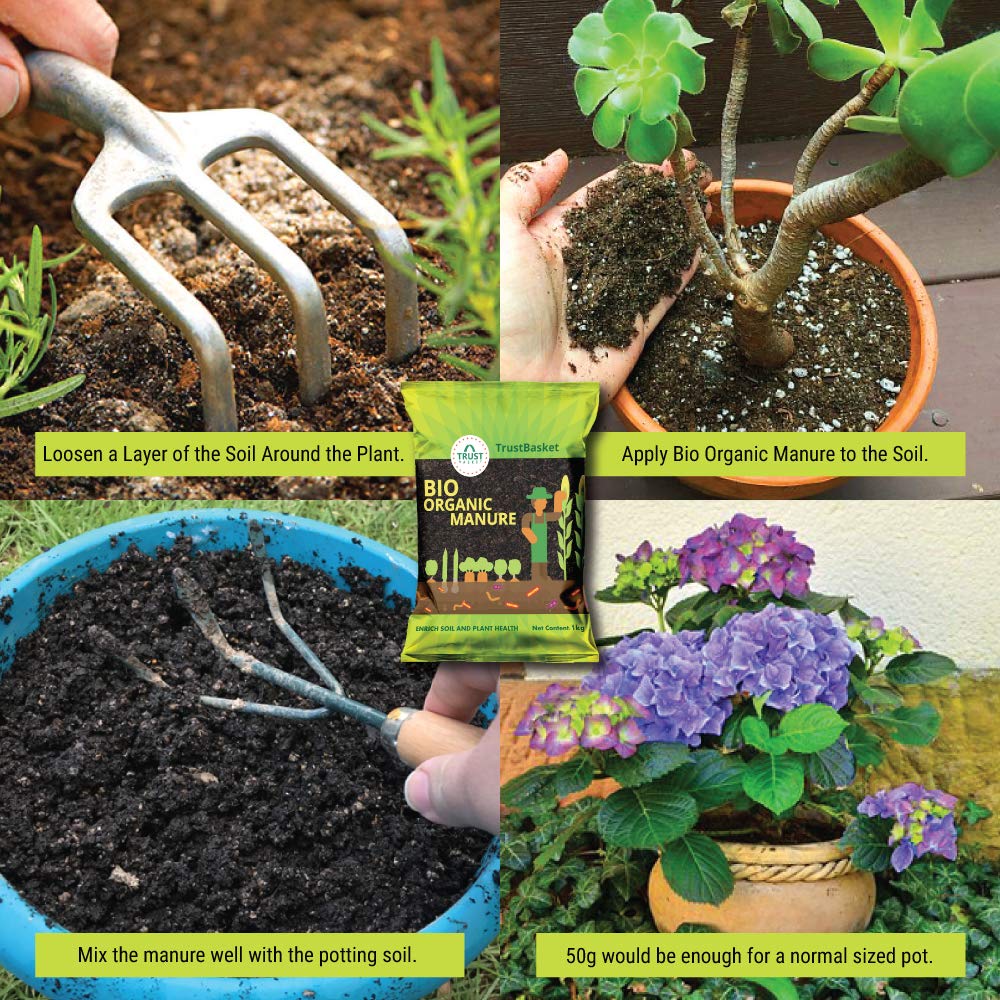 Loosen a Layer of the Soil Around the Plant.
Apply Bio Organic Manure to the Soil.
TRUST
BASKET
TrustBasket
BIO
ORGANIC
MANURE
ENRICH SOIL AND PLANT HEALTH Net Content: 1kg
Mix the manure well with the potting soil.
50g would be enough for a normal sized pot.